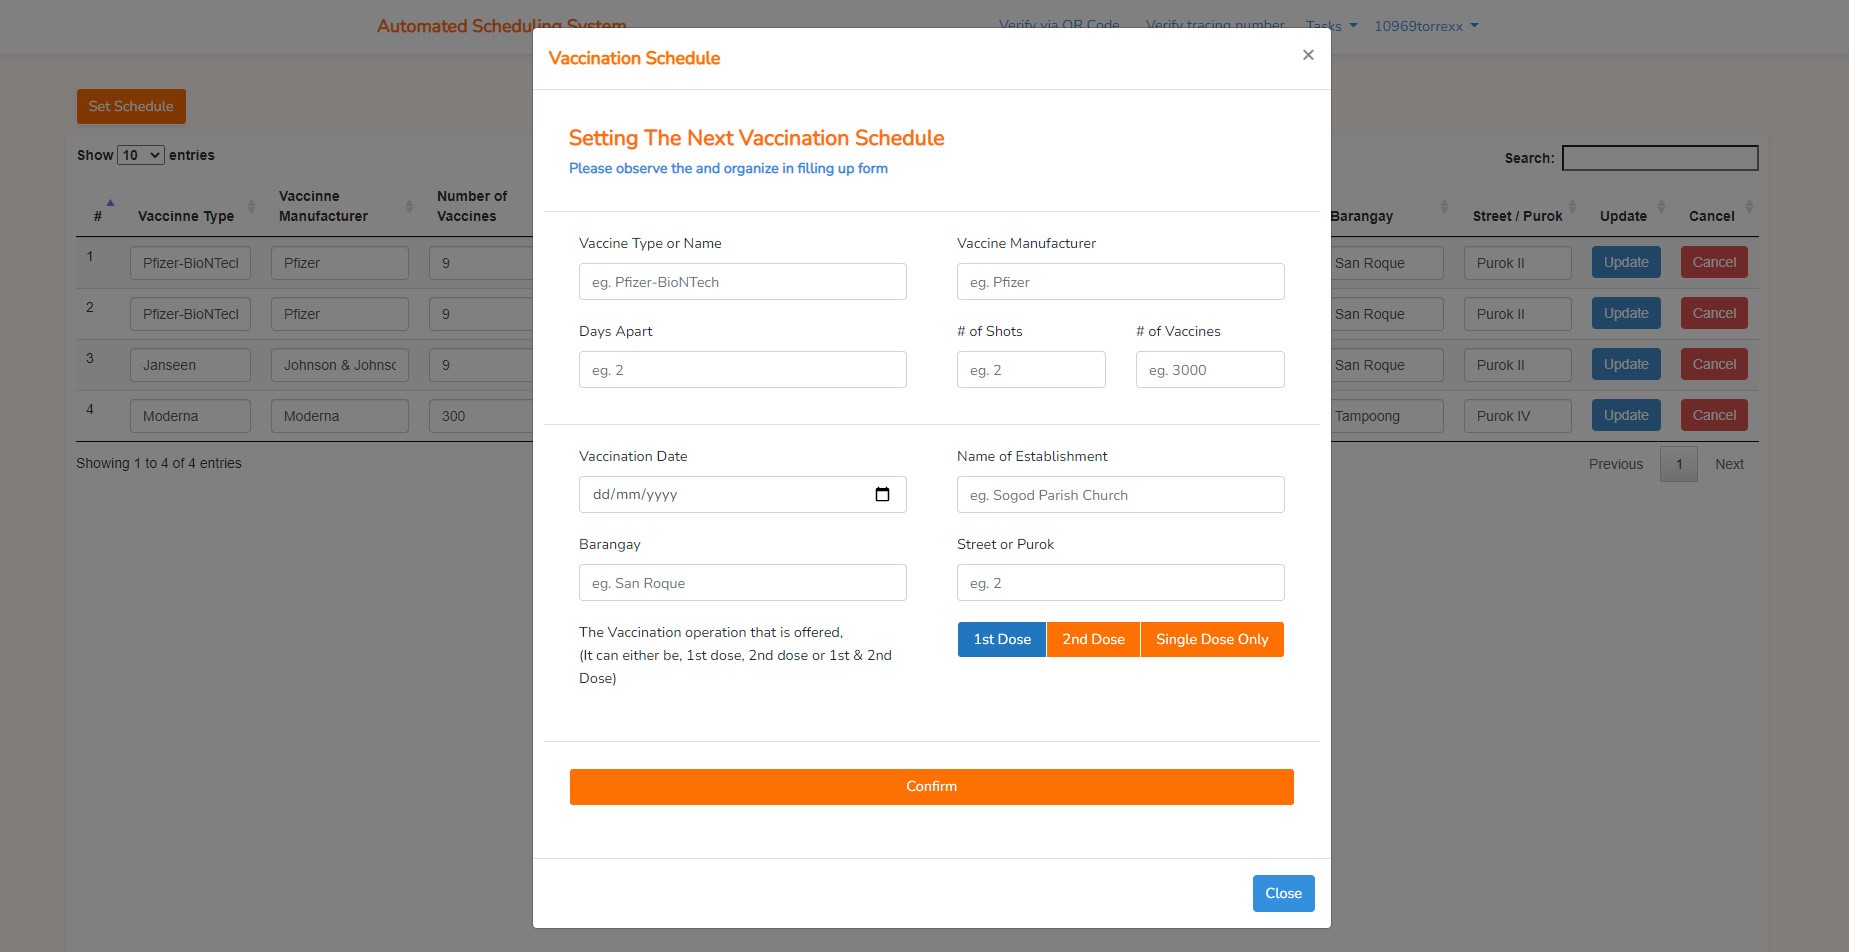 Automated Scheduling System
Verify via QR Code Verify tracing number Tasks 10969torrexx
Vaccination Schedule ×
Set Schedule
Setting The Next Vaccination Schedule
Please observe the and organize in filling up form
Show 10 entries
Search:
# Vaccinne Type Vaccinne Manufacturer Number of Vaccines Barangay Street / Purok Update Cancel
1 Pfizer-BioNTecl Pfizer 9 San Roque Purok II Update Cancel
2 Pfizer-BioNTecl Pfizer 9 San Roque Purok II Update Cancel
3 Janseen Johnson & Johnsc 9 San Roque Purok II Update Cancel
4 Moderna Moderna 300 Tampoong Purok IV Update Cancel
Showing 1 to 4 of 4 entries
Previous 1 Next
Vaccine Type or Name Vaccine Manufacturer
eg. Pfizer-BioNTech eg. Pfizer
Days Apart # of Shots # of Vaccines
eg. 2 eg. 2 eg. 3000
Vaccination Date Name of Establishment
dd/mm/yyyy eg. Sogod Parish Church
Barangay Street or Purok
eg. San Roque eg. 2
The Vaccination operation that is offered,
(It can either be, 1st dose, 2nd dose or 1st & 2nd
Dose)
1st Dose 2nd Dose Single Dose Only
Confirm
Close